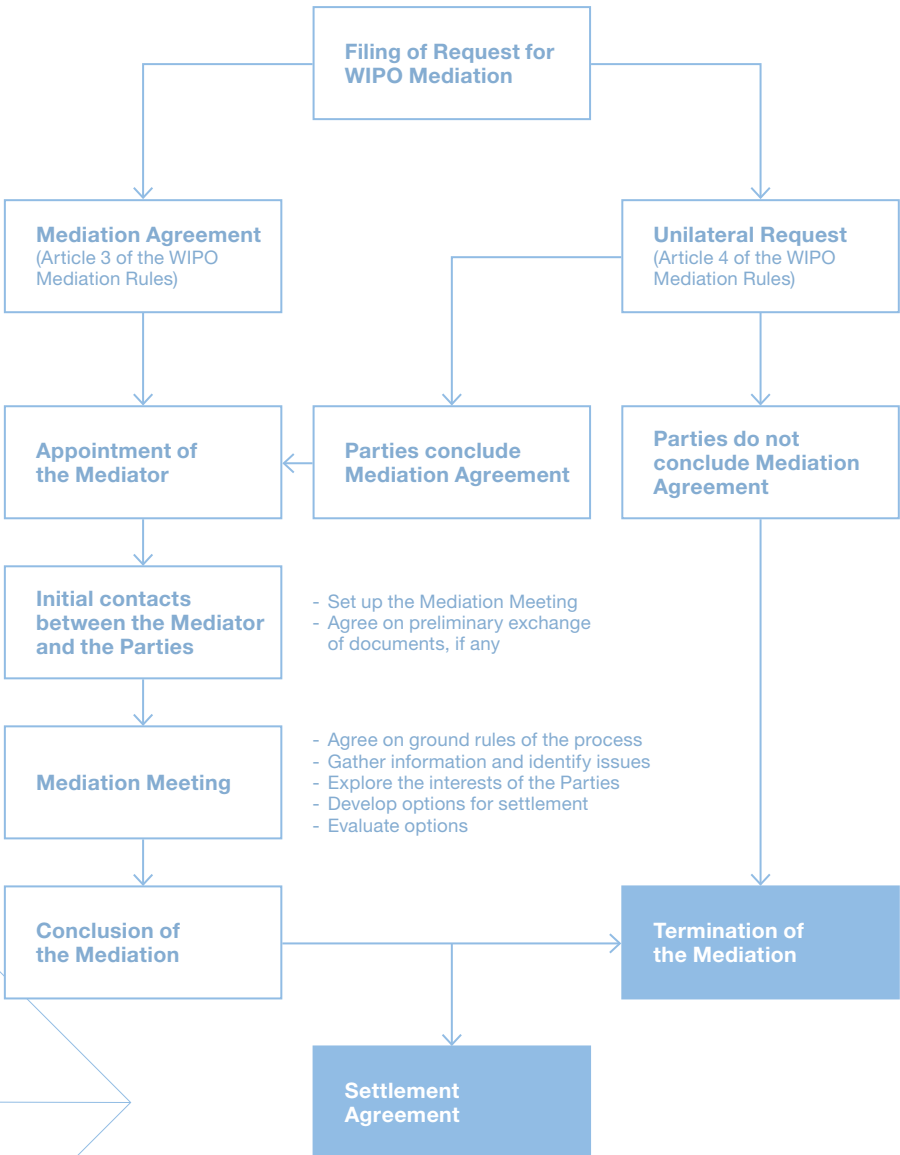 Filing of Request for
WIPO Mediation
Mediation Agreement
(Article 3 of the WIPO
Mediation Rules)
Unilateral Request
(Article 4 of the WIPO
Mediation Rules)
Appointment of
the Mediator
Parties conclude
Mediation Agreement
Parties do not
conclude Mediation
Agreement
Initial contacts
between the Mediator
and the Parties
- Set up the Mediation Meeting
- Agree on preliminary exchange
of documents, if any
Mediation Meeting
- Agree on ground rules of the process
- Gather information and identify issues
- Explore the interests of the Parties
- Develop options for settlement
- Evaluate options
Conclusion of
the Mediation
Termination of
the Mediation
Settlement
Agreement